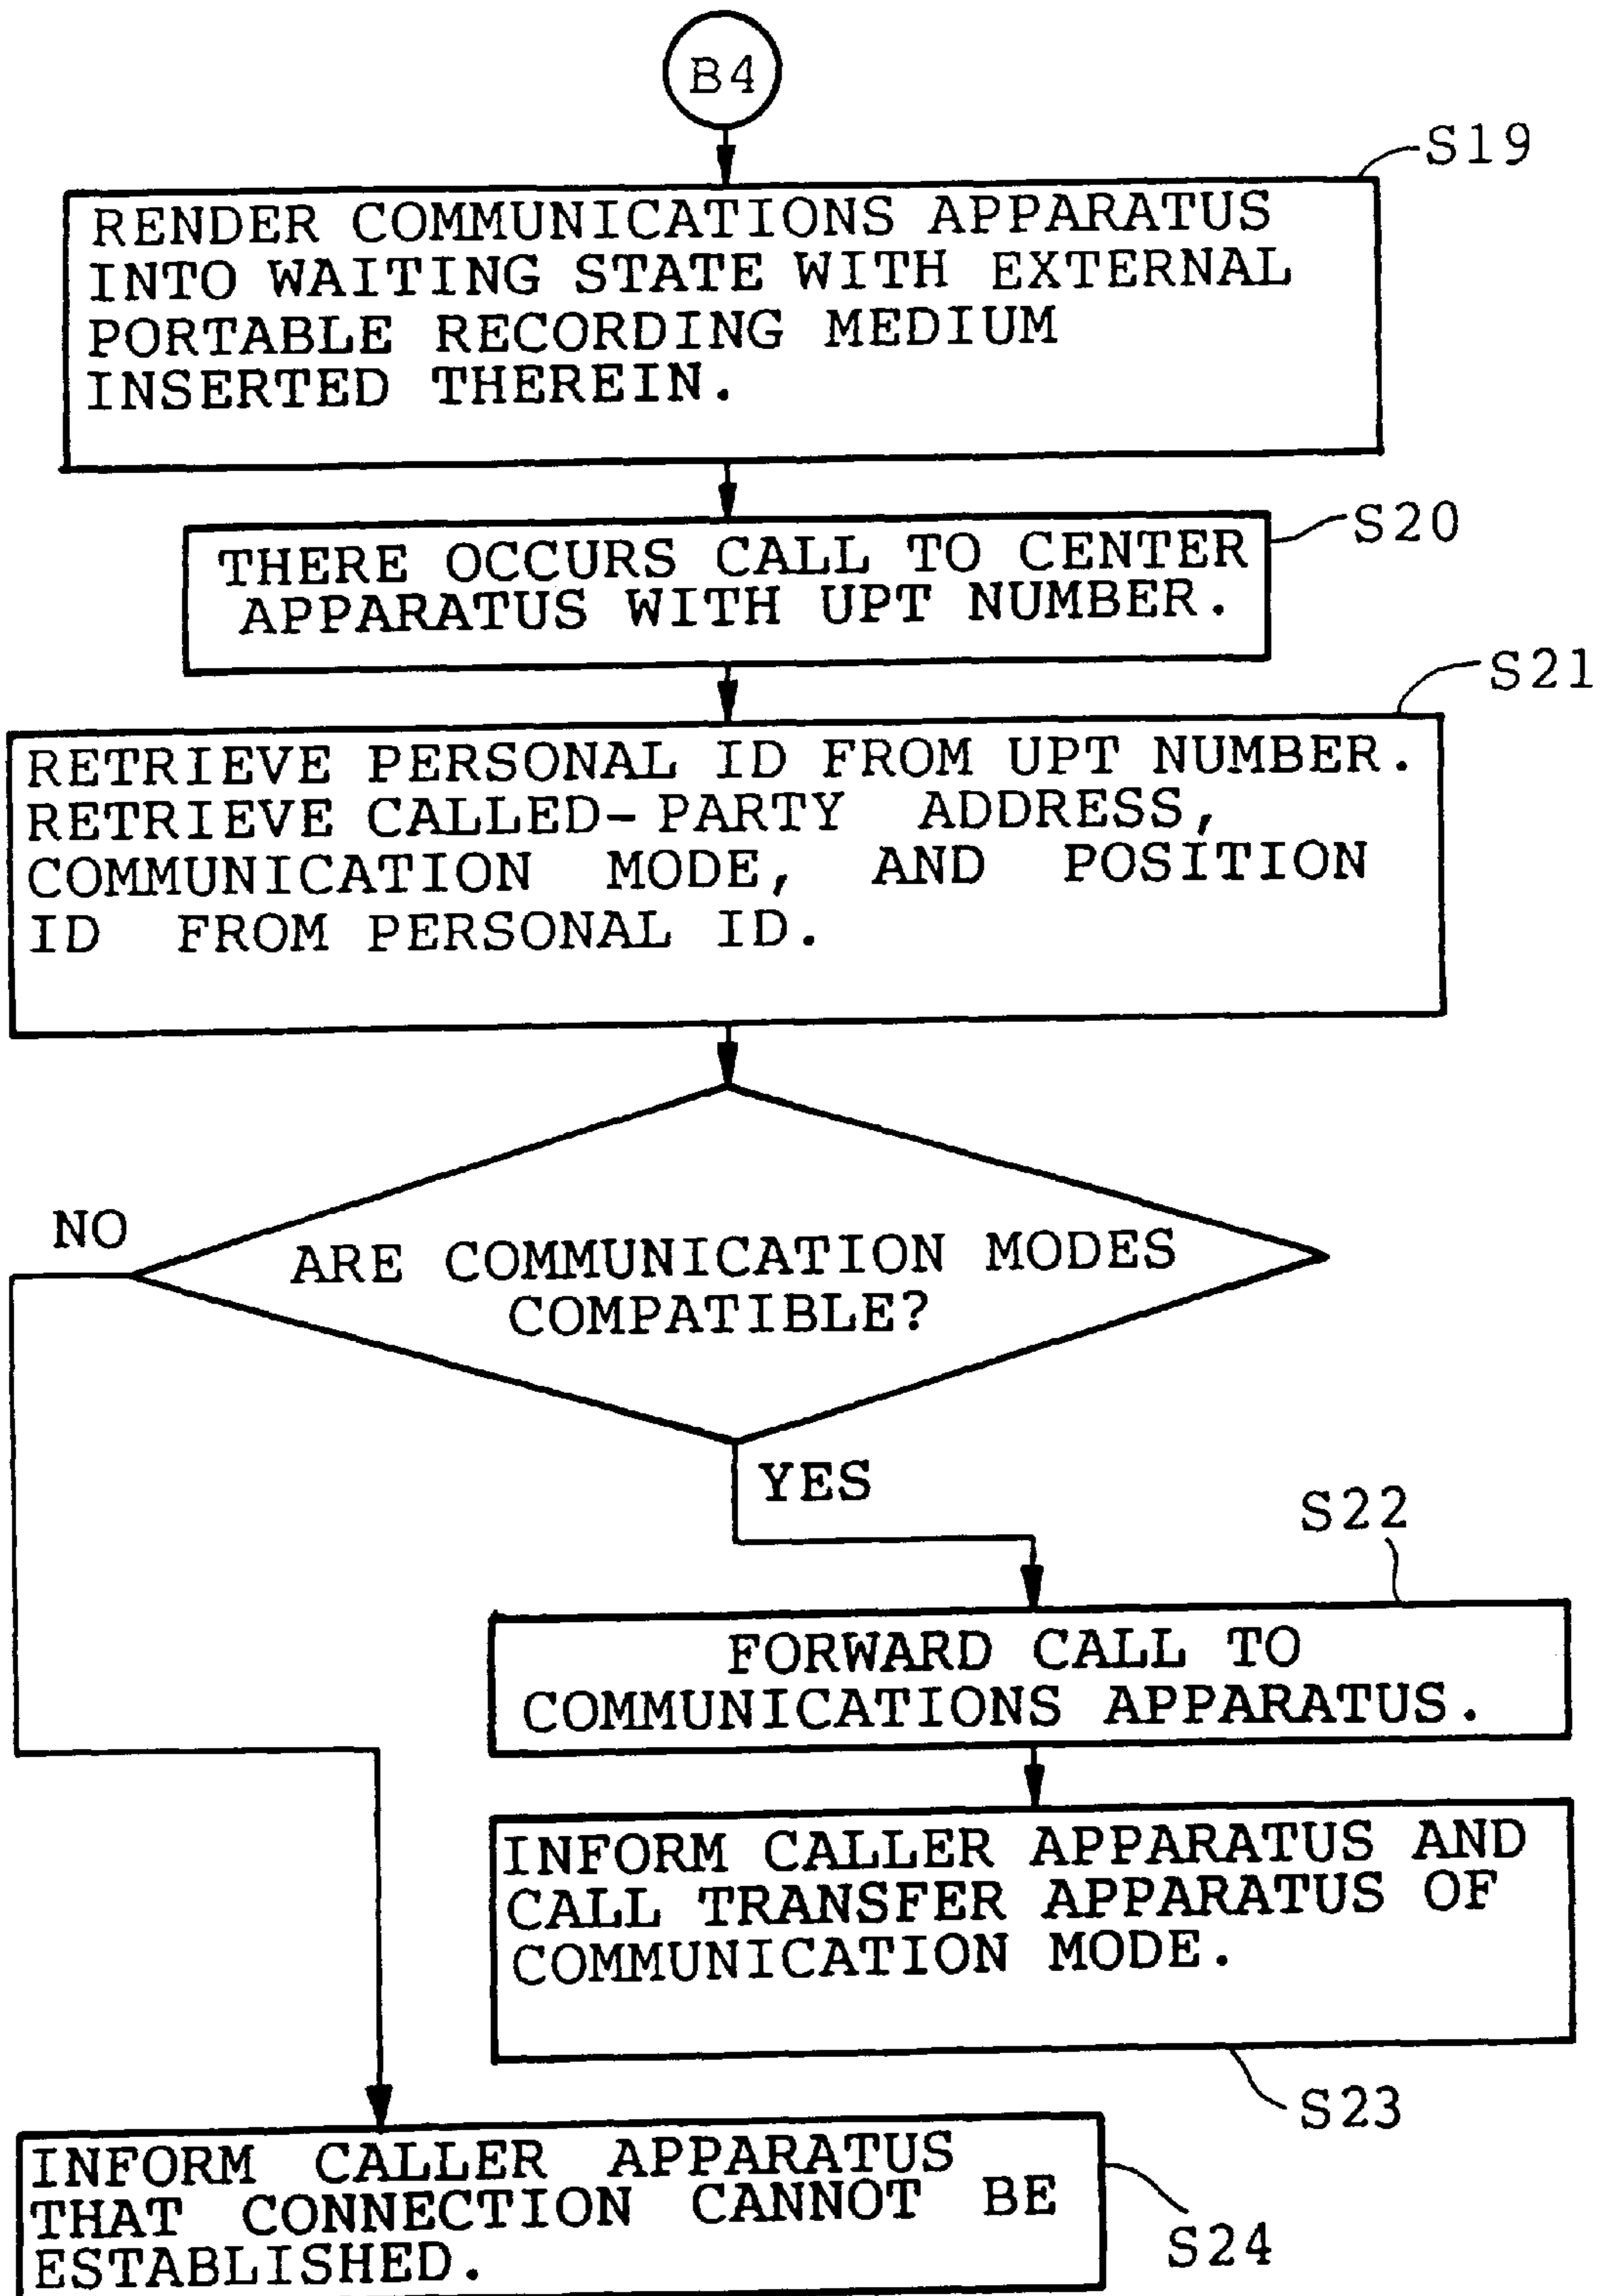 B4
S19
RENDER COMMUNICATIONS APPARATUS
INTO WAITING STATE WITH EXTERNAL
PORTABLE RECORDING MEDIUM
INSERTED THEREIN.
S20
THERE OCCURS CALL TO CENTER
APPARATUS WITH UPT NUMBER.
S21
RETRIEVE PERSONAL ID FROM UPT NUMBER.
RETRIEVE CALLED-PARTY ADDRESS,
COMMUNICATION MODE, AND POSITION
ID FROM PERSONAL ID.
NO
ARE COMMUNICATION MODES
COMPATIBLE?
YES
S22
FORWARD CALL TO
COMMUNICATIONS APPARATUS.
INFORM CALLER APPARATUS AND
CALL TRANSFER APPARATUS OF
COMMUNICATION MODE.
S23
INFORM CALLER APPARATUS
THAT CONNECTION CANNOT BE
ESTABLISHED.
S24